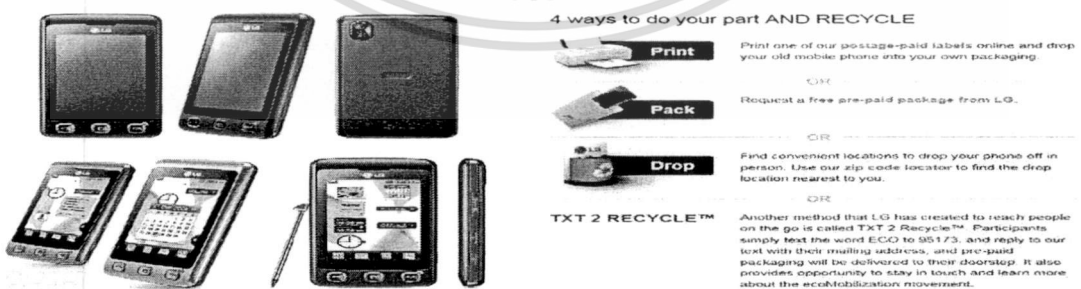 4 ways to do your part AND RECYCLE
Print
Print one of our postage-paid labels online and drop
your old mobile phone into your own packaging.
OR
Pack
Request a free pre-paid package from LG.
OR
Drop
Find convenient locations to drop your phone off in
person. Use our zip code locator to find the drop
location nearest to you.
OR
TXT 2 RECYCLE™
Another method that LG has created to reach people
on the go is called TXT 2 Recycle™. Participants
simply text the word ECO to 95173, and reply to our
text with their mailing address, and pre-paid
packaging will be delivered to their doorstep. It also
provides opportunity to stay in touch and learn more
about the ecoMobilization movement.
LG
LG
LG
LG
LG
LG